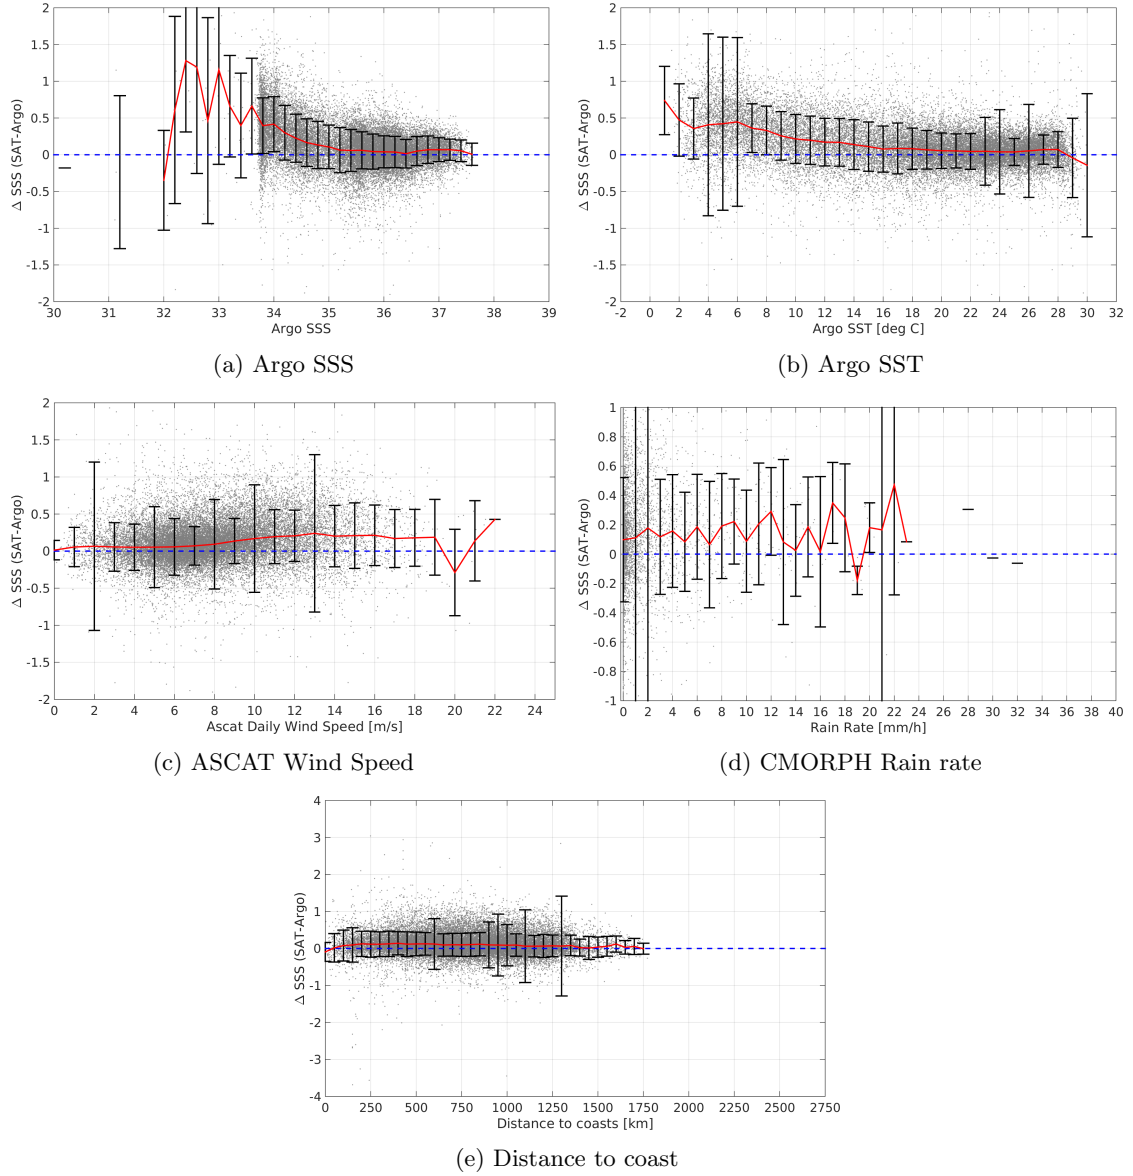 2
1.5
1
0.5
0
-0.5
-1
-1.5
-2
Δ SSS (SAT-Argo)
30 31 32 33 34 35 36 37 38 39
Argo SSS
(a) Argo SSS
2
1.5
1
0.5
0
-0.5
-1
-1.5
-2
Δ SSS (SAT-Argo)
-2 0 2 4 6 8 10 12 14 16 18 20 22 24 26 28 30 32
Argo SST [deg C]
(b) Argo SST
2
1.5
1
0.5
0
-0.5
-1
-1.5
-2
Δ SSS (SAT-Argo)
0 2 4 6 8 10 12 14 16 18 20 22 24
Ascat Daily Wind Speed [m/s]
(c) ASCAT Wind Speed
1
0.8
0.6
0.4
0.2
0
-0.2
-0.4
-0.6
-0.8
-1
Δ SSS (SAT-Argo)
0 2 4 6 8 10 12 14 16 18 20 22 24 26 28 30 32 34 36 38 40
Rain Rate [mm/h]
(d) CMORPH Rain rate
4
3
2
1
0
-1
-2
-3
-4
Δ SSS (SAT-Argo)
0 250 500 750 1000 1250 1500 1750 2000 2250 2500 2750
Distance to coasts [km]
(e) Distance to coast